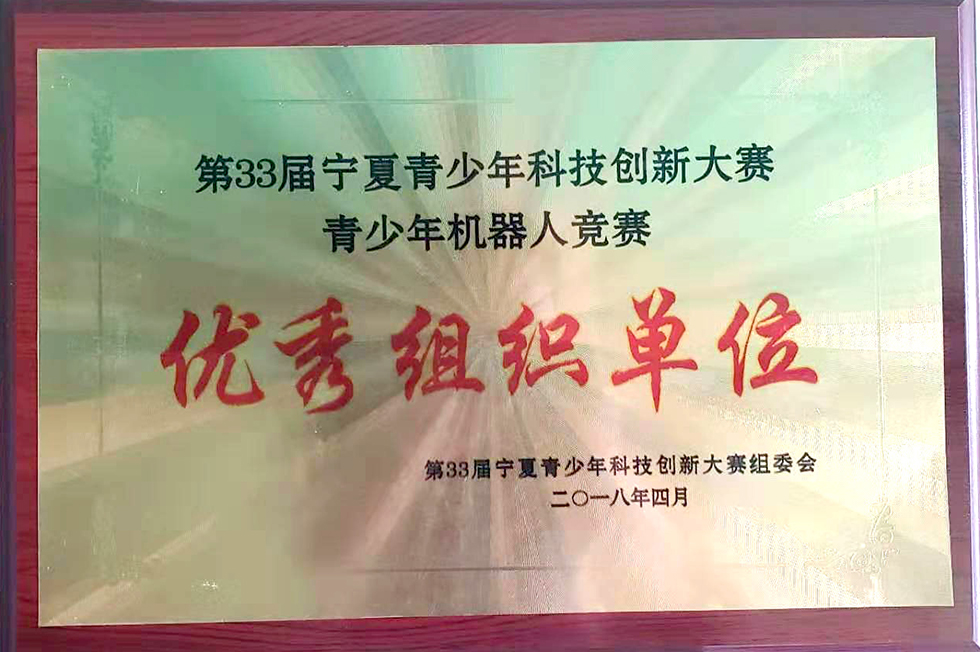 第33届宁夏青少年科技创新大赛
青少年机器人竞赛
优秀组织单位
第33届宁夏青少年科技创新大赛组委会
二〇一八年四月